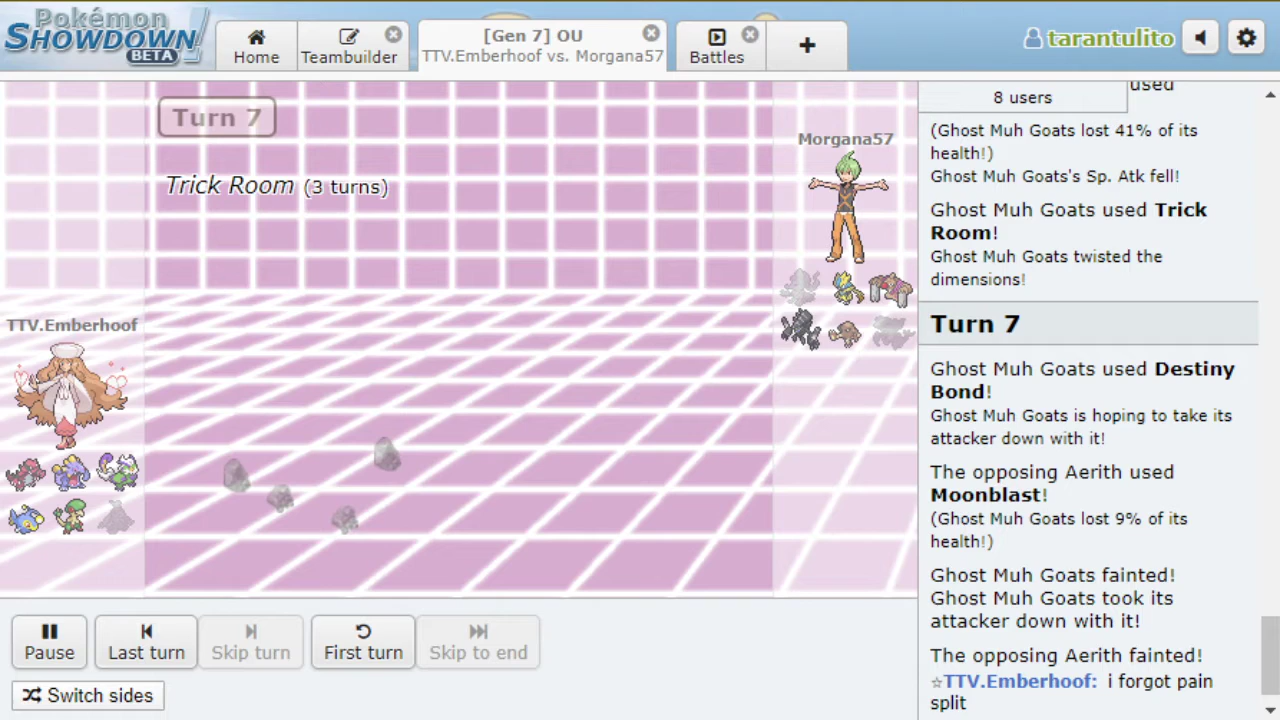 Pokémon
SHOWDOWN!
BETA
Home
Teambuilder
[Gen 7] OU
TTV.Emberhoof vs. Morgana57
Battles
+
tarantulito
Turn 7
Trick Room (3 turns)
Morgana57
TTV.Emberhoof
Pause
Last turn
Skip turn
First turn
Skip to end
Switch sides
used
8 users
(Ghost Muh Goats lost 41% of its
health!)
Ghost Muh Goats's Sp. Atk fell!
Ghost Muh Goats used Trick
Room!
Ghost Muh Goats twisted the
dimensions!
Turn 7
Ghost Muh Goats used Destiny
Bond!
Ghost Muh Goats is hoping to take its
attacker down with it!
The opposing Aerith used
Moonblast!
(Ghost Muh Goats lost 9% of its
health!)
Ghost Muh Goats fainted!
Ghost Muh Goats took its
attacker down with it!
The opposing Aerith fainted!
☆TTV.Emberhoof: i forgot pain
split